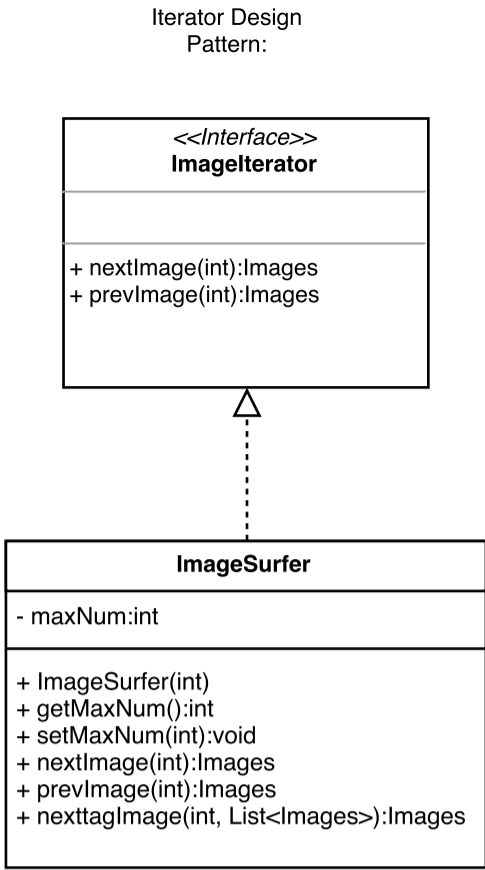 Iterator Design
Pattern:
<<Interface>>
ImageIterator
+ nextImage(int):Images
+ prevImage(int):Images
ImageSurfer
- maxNum:int
+ ImageSurfer(int)
+ getMaxNum():int
+ setMaxNum(int):void
+ nextImage(int):Images
+ prevImage(int):Images
+ nexttagImage(int, List<Images>):Images